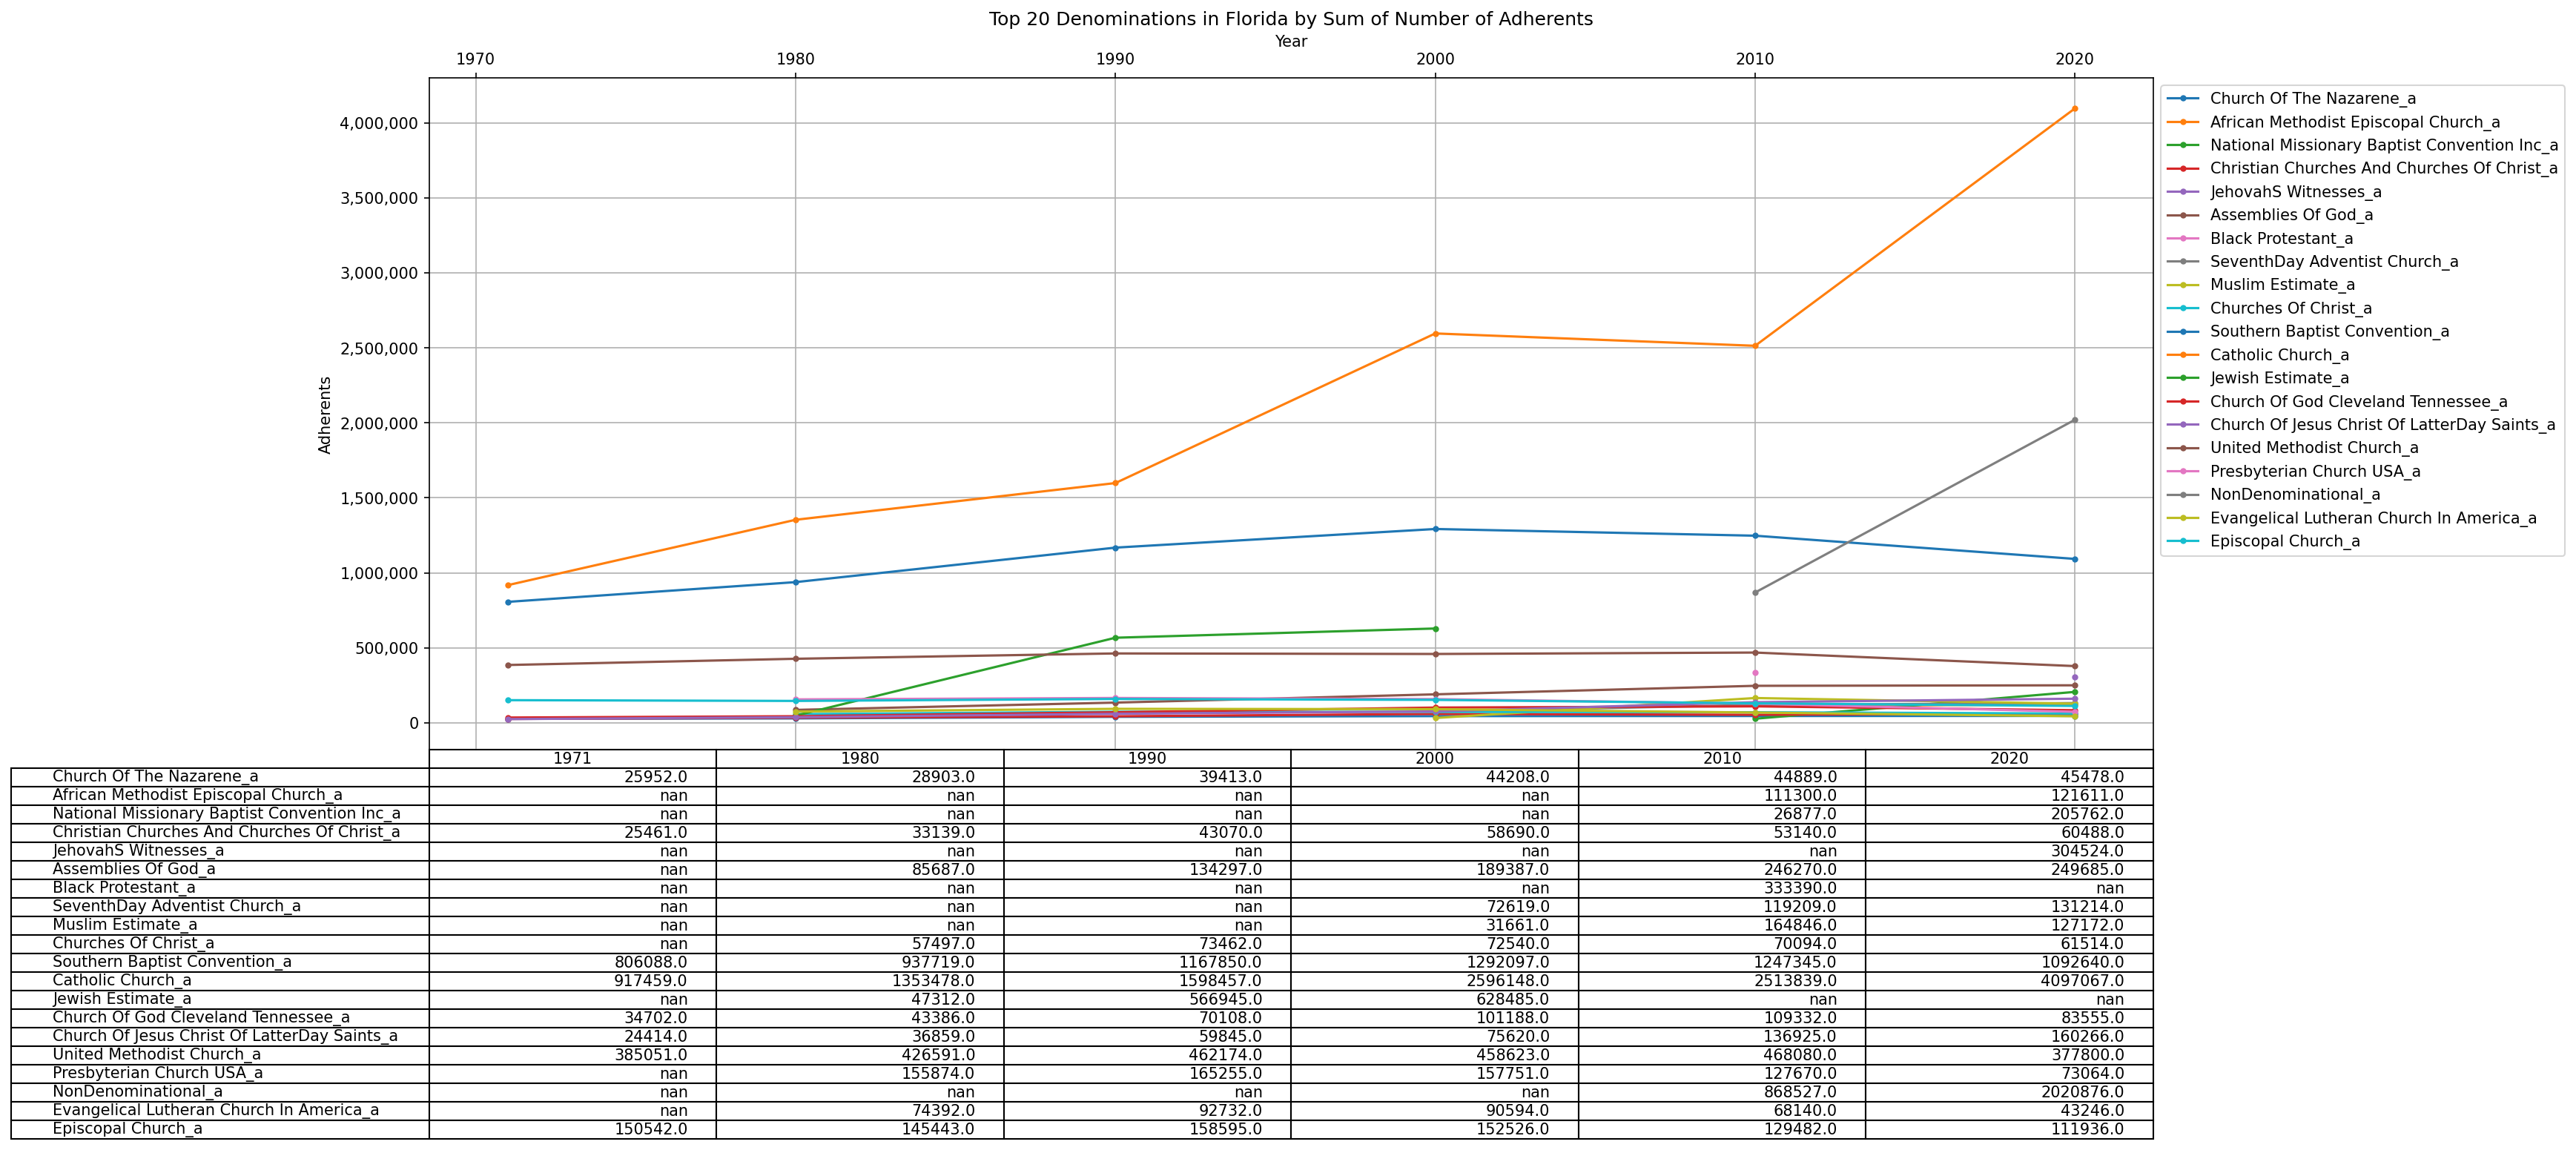 Top 20 Denominations in Florida by Sum of Number of Adherents
Year
1970 1980 1990 2000 2010 2020
4,000,000
3,500,000
3,000,000
2,500,000
2,000,000
1,500,000
1,000,000
500,000
0
Adherents
Church Of The Nazarene_a
African Methodist Episcopal Church_a
National Missionary Baptist Convention Inc_a
Christian Churches And Churches Of Christ_a
JehovahS Witnesses_a
Assemblies Of God_a
Black Protestant_a
SeventhDay Adventist Church_a
Muslim Estimate_a
Churches Of Christ_a
Southern Baptist Convention_a
Catholic Church_a
Jewish Estimate_a
Church Of God Cleveland Tennessee_a
Church Of Jesus Christ Of LatterDay Saints_a
United Methodist Church_a
Presbyterian Church USA_a
NonDenominational_a
Evangelical Lutheran Church In America_a
Episcopal Church_a
1971 1980 1990 2000 2010 2020
Church Of The Nazarene_a 25952.0 28903.0 39413.0 44208.0 44889.0 45478.0
African Methodist Episcopal Church_a nan nan nan nan 111300.0 121611.0
National Missionary Baptist Convention Inc_a nan nan nan nan 26877.0 205762.0
Christian Churches And Churches Of Christ_a 25461.0 33139.0 43070.0 58690.0 53140.0 60488.0
JehovahS Witnesses_a nan nan nan nan nan 304524.0
Assemblies Of God_a nan 85687.0 134297.0 189387.0 246270.0 249685.0
Black Protestant_a nan nan nan nan 333390.0 nan
SeventhDay Adventist Church_a nan nan nan 72619.0 119209.0 131214.0
Muslim Estimate_a nan nan nan 31661.0 164846.0 127172.0
Churches Of Christ_a nan 57497.0 73462.0 72540.0 70094.0 61514.0
Southern Baptist Convention_a 806088.0 937719.0 1167850.0 1292097.0 1247345.0 1092640.0
Catholic Church_a 917459.0 1353478.0 1598457.0 2596148.0 2513839.0 4097067.0
Jewish Estimate_a nan 47312.0 566945.0 628485.0 nan nan
Church Of God Cleveland Tennessee_a 34702.0 43386.0 70108.0 101188.0 109332.0 83555.0
Church Of Jesus Christ Of LatterDay Saints_a 24414.0 36859.0 59845.0 75620.0 136925.0 160266.0
United Methodist Church_a 385051.0 426591.0 462174.0 458623.0 468080.0 377800.0
Presbyterian Church USA_a nan 155874.0 165255.0 157751.0 127670.0 73064.0
NonDenominational_a nan nan nan nan 868527.0 2020876.0
Evangelical Lutheran Church In America_a nan 74392.0 92732.0 90594.0 68140.0 43246.0
Episcopal Church_a 150542.0 145443.0 158595.0 152526.0 129482.0 111936.0